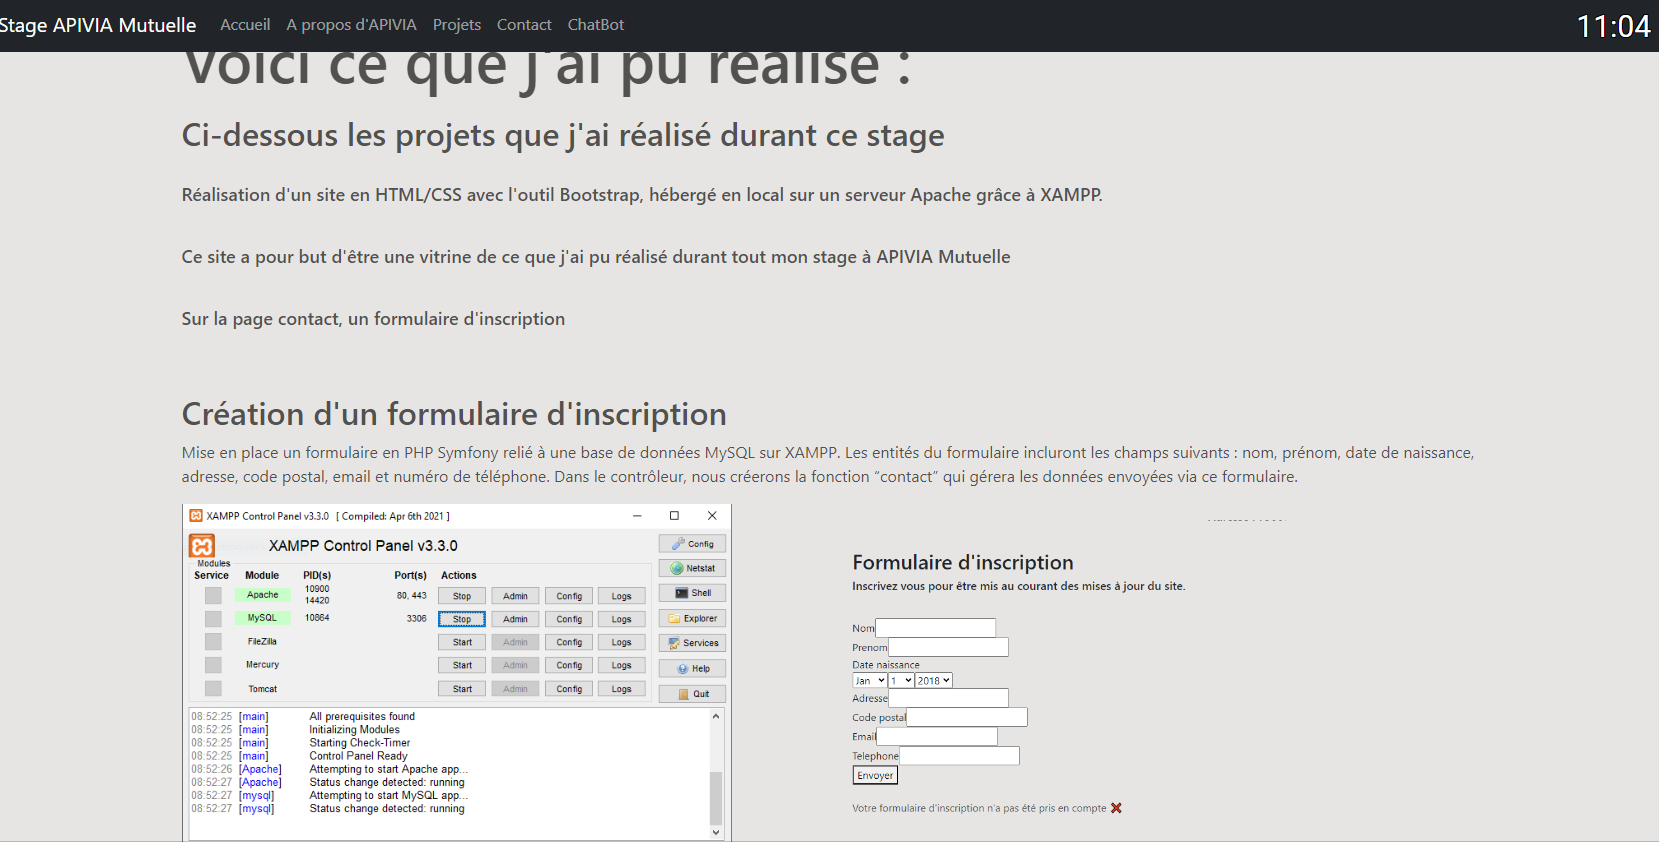 Stage APIVIA Mutuelle Accueil A propos d'APIVIA Projets Contact ChatBot 11:04
Voici ce que j'ai pu réalisé :
Ci-dessous les projets que j'ai réalisé durant ce stage
Réalisation d'un site en HTML/CSS avec l'outil Bootstrap, hébergé en local sur un serveur Apache grâce à XAMPP.
Ce site a pour but d'être une vitrine de ce que j'ai pu réalisé durant tout mon stage à APIVIA Mutuelle
Sur la page contact, un formulaire d'inscription
Création d'un formulaire d'inscription
Mise en place un formulaire en PHP Symfony relié à une base de données MySQL sur XAMPP. Les entités du formulaire incluront les champs suivants : nom, prénom, date de naissance,
adresse, code postal, email et numéro de téléphone. Dans le contrôleur, nous créerons la fonction “contact” qui gérera les données envoyées via ce formulaire.
XAMPP Control Panel v3.3.0 [ Compiled: Apr 6th 2021 ]
XAMPP Control Panel v3.3.0
Config
Modules
Service Module PID(s) Port(s) Actions
Netstat
Apache 10900 14420 80, 443 Stop Admin Config Logs
Shell
MySQL 10864 3306 Stop Admin Config Logs
Explorer
FileZilla Start Admin Config Logs
Services
Mercury Start Admin Config Logs
Help
Tomcat Start Admin Config Logs
Quit
08:52:25 [main] All prerequisites found
08:52:25 [main] Initializing Modules
08:52:25 [main] Starting Check-Timer
08:52:25 [main] Control Panel Ready
08:52:26 [Apache] Attempting to start Apache app...
08:52:27 [Apache] Status change detected: running
08:52:27 [mysql] Attempting to start MySQL app...
08:52:27 [mysql] Status change detected: running
Formulaire d'inscription
Inscrivez vous pour être mis au courant des mises à jour du site.
Nom
Prenom
Date naissance
Jan 1 2018
Adresse
Code postal
Email
Telephone
Envoyer
Votre formulaire d'inscription n'a pas été pris en compte ❌